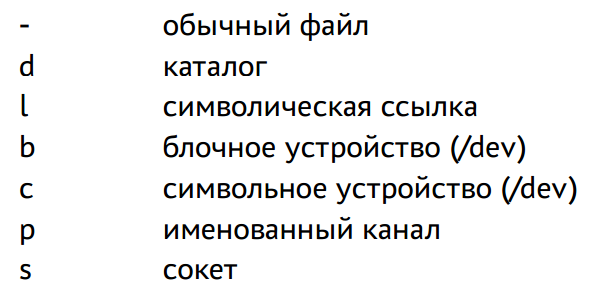 - обычный файл
d каталог
l символическая ссылка
b блочное устройство (/dev)
c символьное устройство (/dev)
p именованный канал
s сокет